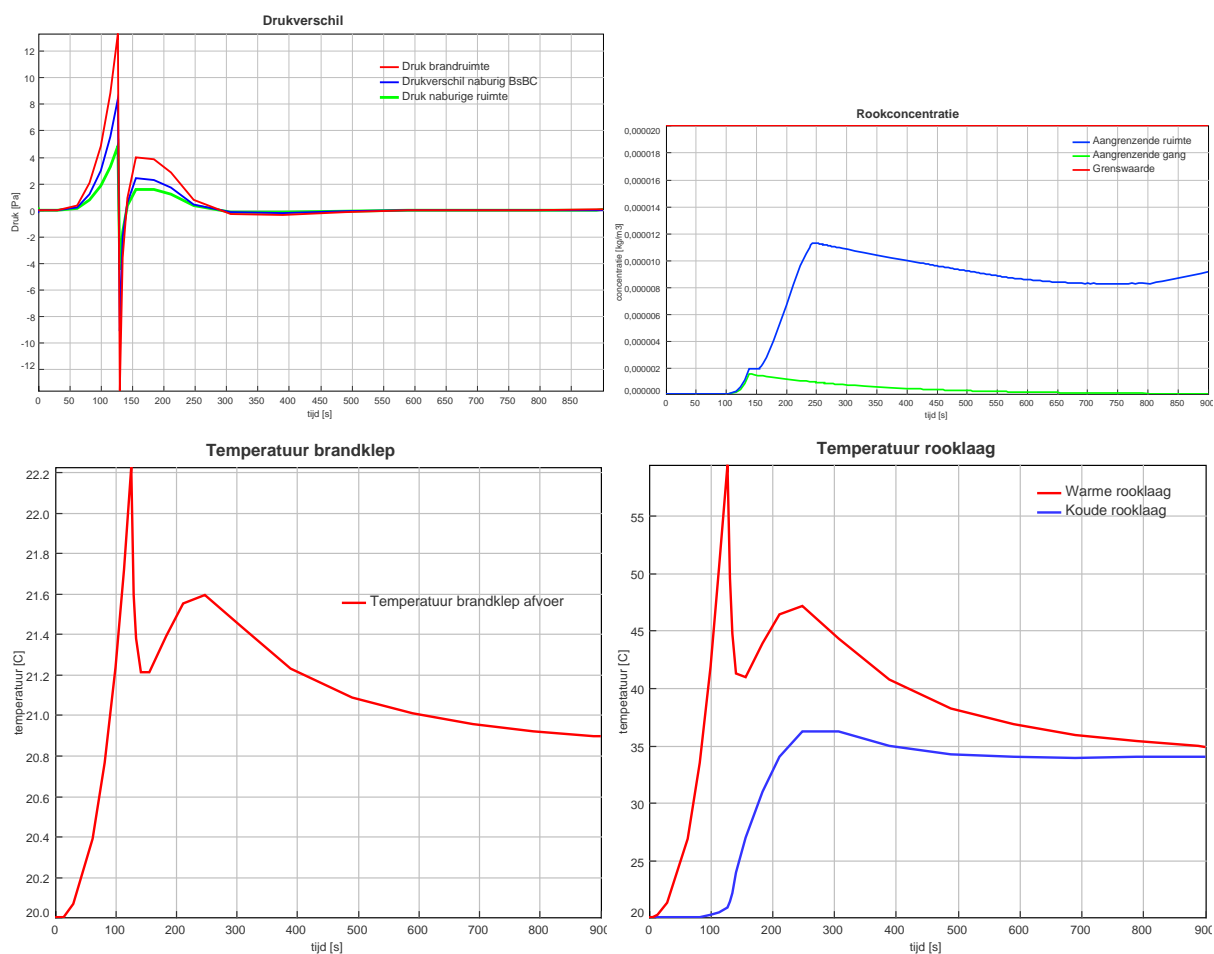 Drukverschil
Druk [Pa]
12
10
8
6
4
2
0
-2
-4
-6
-8
-10
-12
Druk brandruimte
Drukverschil naburig BsBC
Druk naburige ruimte
0 50 100 150 200 250 300 350 400 450 500 550 600 650 700 750 800 850
tijd [s]
Rookconcentratie
concentratie [kg/m3]
0,000020
0,000018
0,000016
0,000014
0,000012
0,000010
0,000008
0,000006
0,000004
0,000002
0,000000
Aangrenzende ruimte
Aangrenzende gang
Grenswaarde
0 50 100 150 200 250 300 350 400 450 500 550 600 650 700 750 800 850 900
tijd [s]
Temperatuur brandklep
temperatuur [C]
22.2
22.0
21.8
21.6
21.4
21.2
21.0
20.8
20.6
20.4
20.2
20.0
Temperatuur brandklep afvoer
0 100 200 300 400 500 600 700 800 900
tijd [s]
Temperatuur rooklaag
tempetatuur [C]
55
50
45
40
35
30
25
20
Warme rooklaag
Koude rooklaag
0 100 200 300 400 500 600 700 800 900
tijd [s]